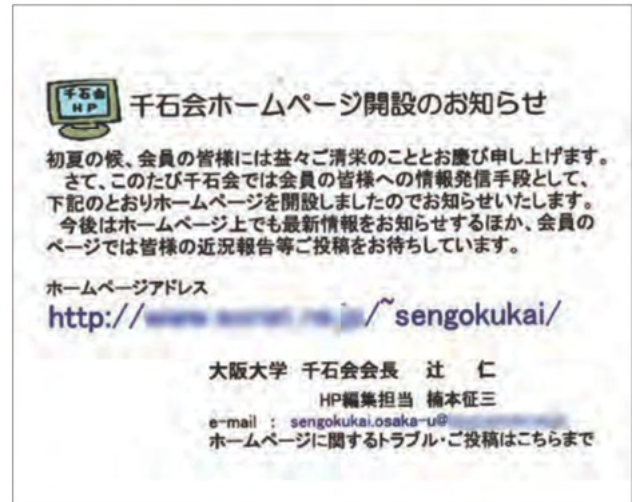 千石会
HP
千石会ホームページ開設のお知らせ
初夏の候、会員の皆様には益々ご清栄のこととお慶び申し上げます。
さて、このたび千石会では会員の皆様への情報発信手段として、
下記のとおりホームページを開設しましたのでお知らせいたします。
今後はホームページ上でも最新情報をお知らせするほか、会員の
ページでは皆様の近況報告等ご投稿をお待ちしています。
ホームページアドレス
http:// /~sengokukai/
大阪大学 千石会会長 辻 仁
HP編集担当 楠本征三
e-mail : sengokukai.osaka-u@
ホームページに関するトラブル・ご投稿はこちらまで